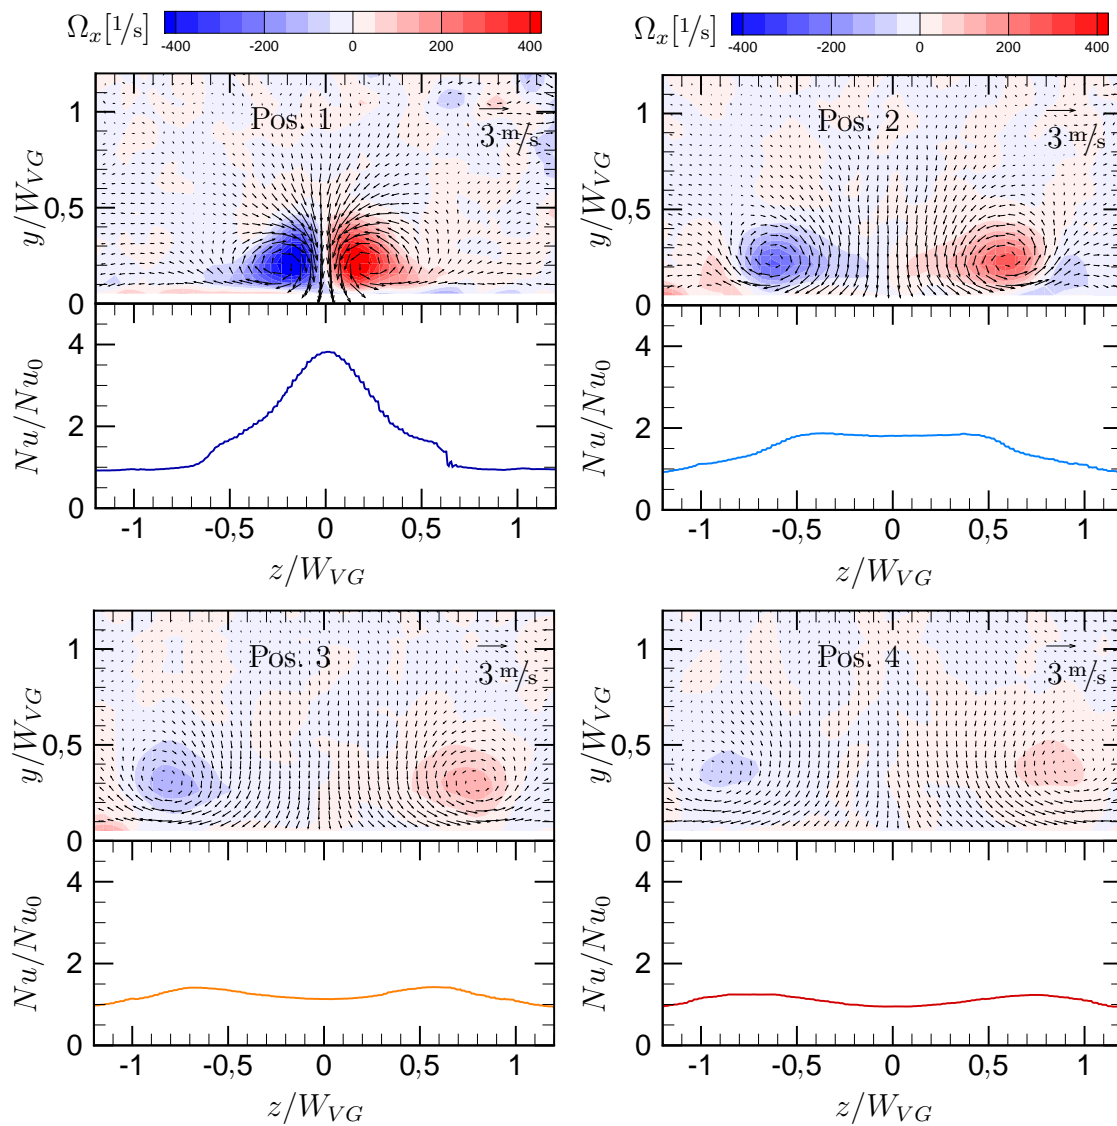 Ω_x[1/s] -400 -200 0 200 400
Ω_x[1/s] -400 -200 0 200 400
y/W_VG
1
0,5
0
Pos. 1
3 m/s
y/W_VG
1
0,5
0
Pos. 2
3 m/s
Nu/Nu_0
4
2
0
-1 -0,5 0 0,5 1
z/W_VG
Nu/Nu_0
4
2
0
-1 -0,5 0 0,5 1
z/W_VG
y/W_VG
1
0,5
0
Pos. 3
3 m/s
y/W_VG
1
0,5
0
Pos. 4
3 m/s
Nu/Nu_0
4
2
0
-1 -0,5 0 0,5 1
z/W_VG
Nu/Nu_0
4
2
0
-1 -0,5 0 0,5 1
z/W_VG